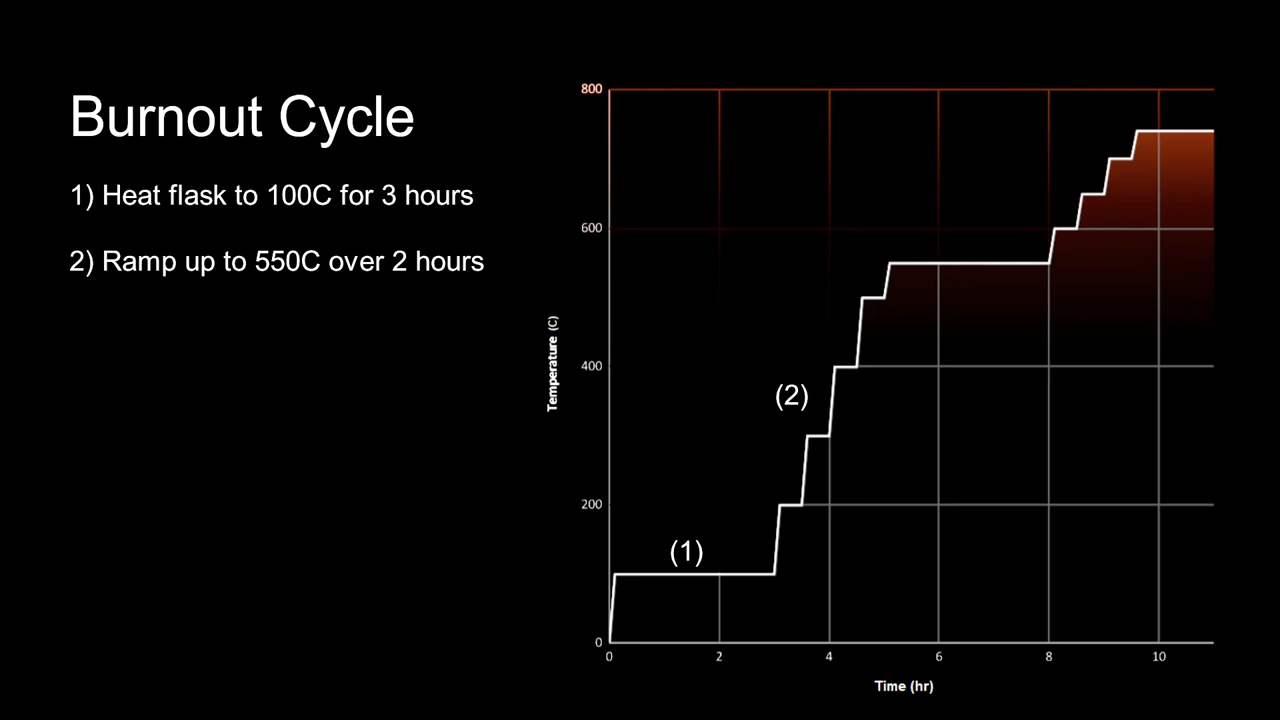 Burnout Cycle
1) Heat flask to 100C for 3 hours
2) Ramp up to 550C over 2 hours
800
600
400
200
0
Temperature (C)
(2)
(1)
0 2 4 6 8 10
Time (hr)